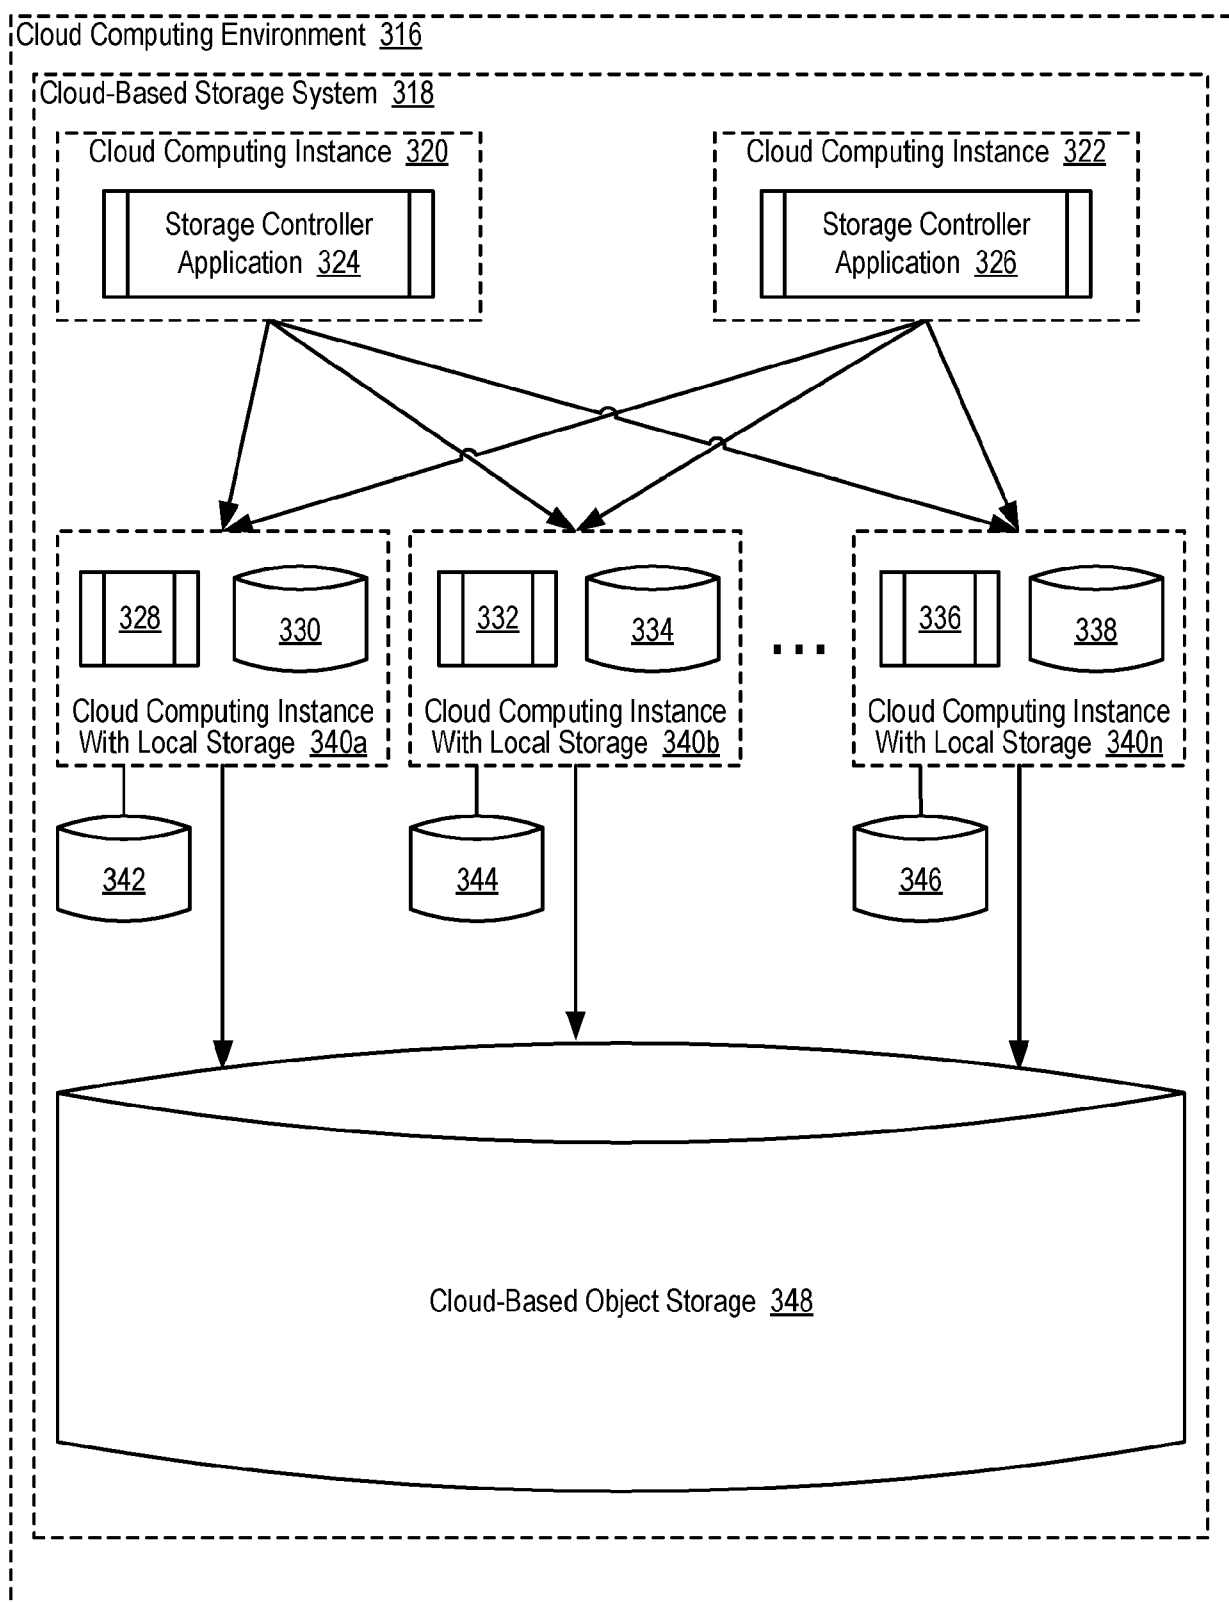 Cloud Computing Environment 316
Cloud-Based Storage System 318
Cloud Computing Instance 320
Storage Controller
Application 324
Cloud Computing Instance 322
Storage Controller
Application 326
328
330
Cloud Computing Instance
With Local Storage 340a
332
334
Cloud Computing Instance
With Local Storage 340b
...
336
338
Cloud Computing Instance
With Local Storage 340n
342
344
346
Cloud-Based Object Storage 348